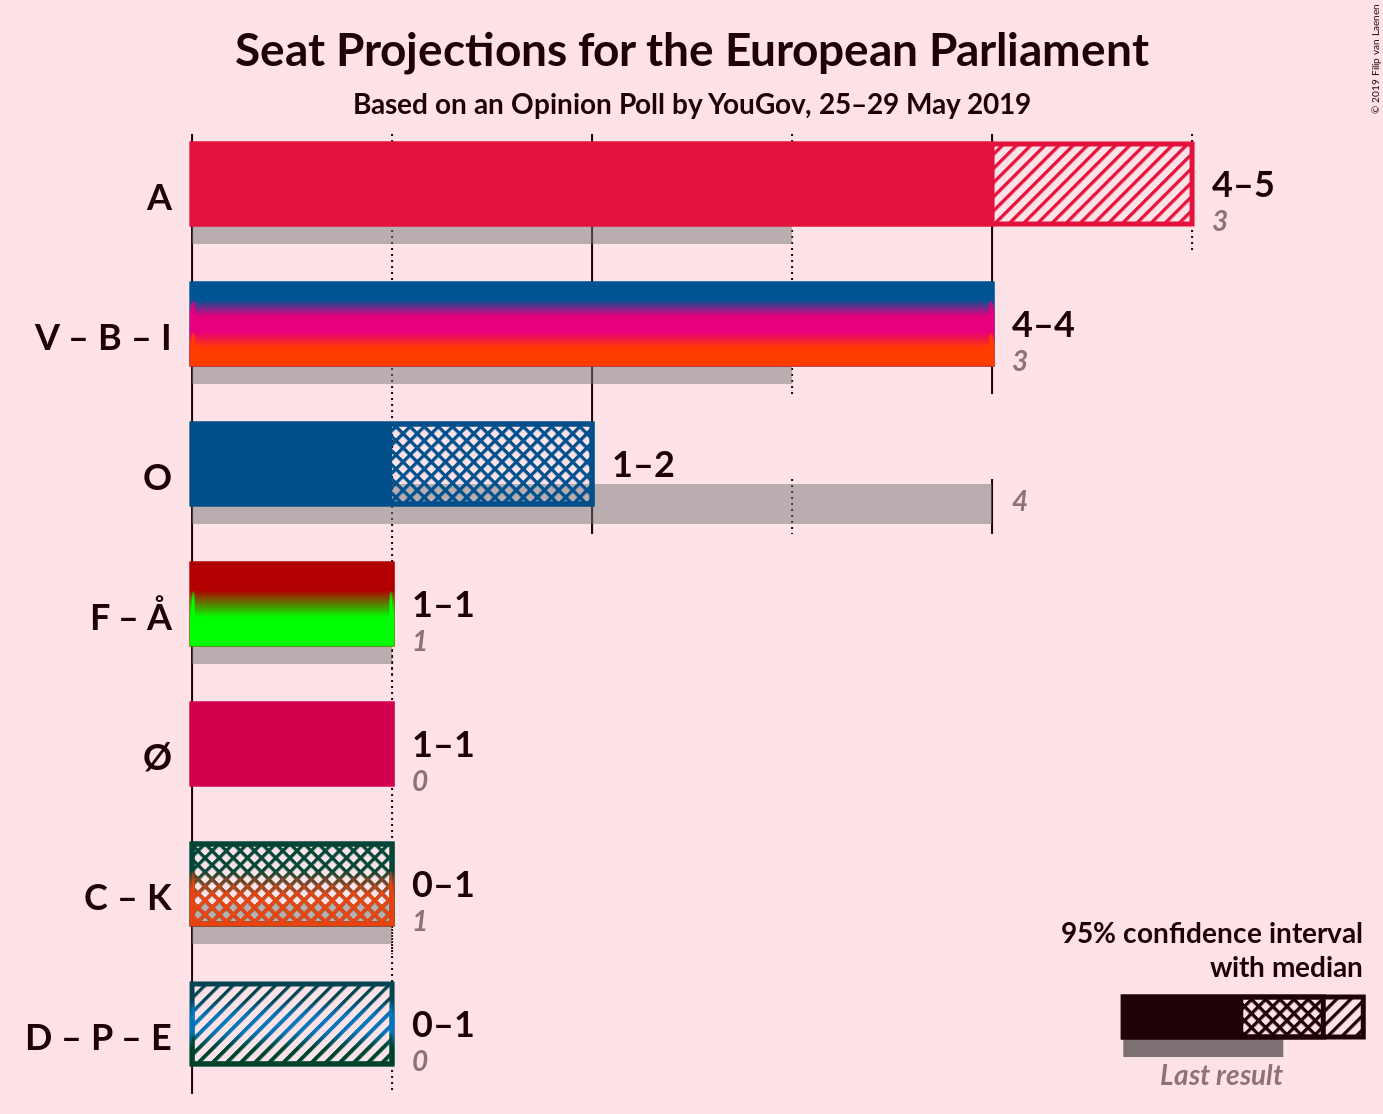 Seat Projections for the European Parliament
Based on an Opinion Poll by YouGov, 25–29 May 2019
© 2019 Filip van Laenen
A
4–5
3
V – B – I
4–4
3
O
1–2
4
F – Å
1–1
1
Ø
1–1
0
C – K
0–1
1
D – P – E
0–1
0
95% confidence interval
with median
Last result